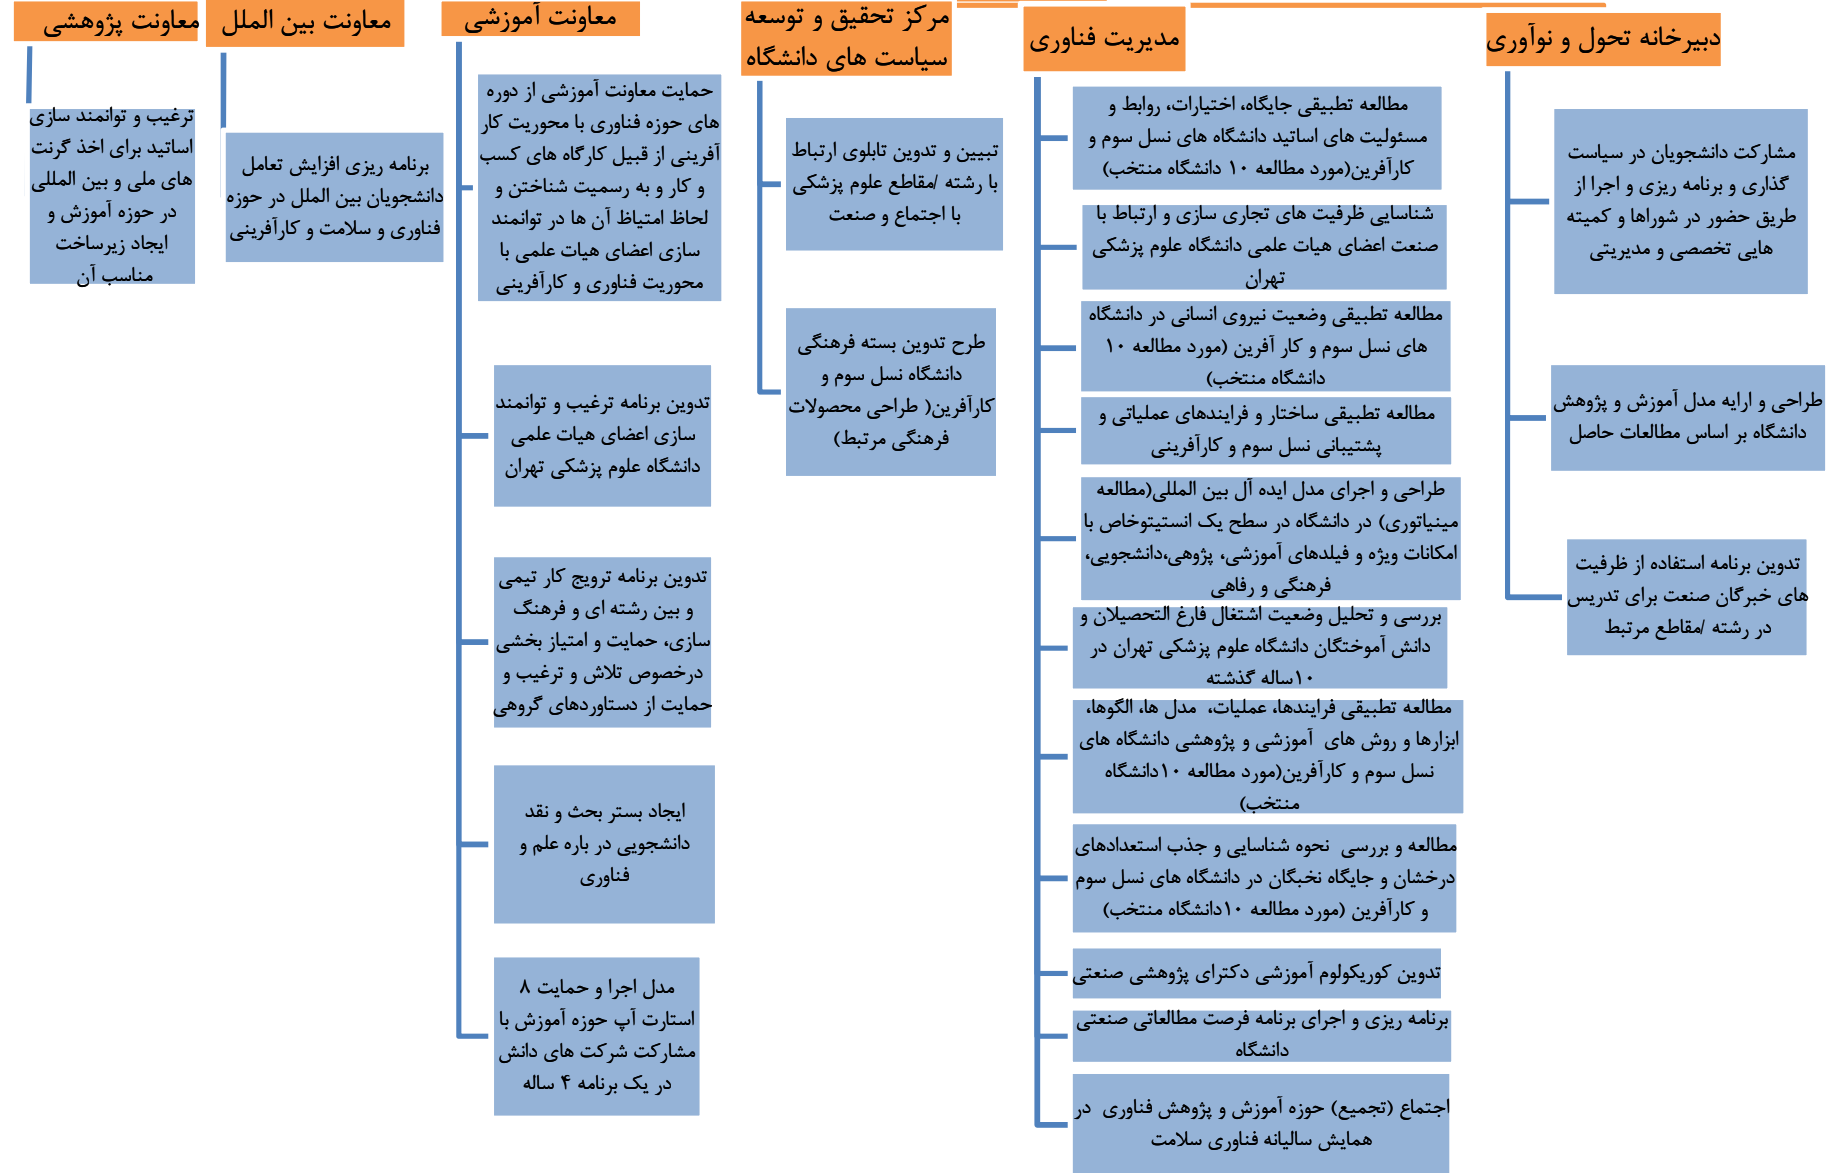 دبیرخانه تحول و نوآوری
مشارکت دانشجویان در سیاست
گذاری و برنامه ریزی و اجرا از
طریق حضور در شوراها و کمیته
هایی تخصصی و مدیریتی
طراحی و ارایه مدل آموزش و پژوهش
دانشگاه بر اساس مطالعات حاصل
تدوین برنامه استفاده از ظرفیت
های خبرگان صنعت برای تدریس
در رشته /مقاطع مرتبط
مدیریت فناوری
مطالعه تطبیقی جایگاه، اختیارات، روابط و
مسئولیت های اساتید دانشگاه های نسل سوم و
کارآفرین(مورد مطالعه ۱۰ دانشگاه منتخب)
شناسایی ظرفیت های تجاری سازی و ارتباط با
صنعت اعضای هیات علمی دانشگاه علوم پزشکی
تهران
مطالعه تطبیقی وضعیت نیروی انسانی در دانشگاه
های نسل سوم و کار آفرین (مورد مطالعه ۱۰
دانشگاه منتخب)
مطالعه تطبیقی ساختار و فرایندهای عملیاتی و
پشتیبانی نسل سوم و کارآفرینی
طراحی و اجرای مدل ایده آل بین المللی(مطالعه
مینیاتوری) در دانشگاه در سطح یک انستیتوخاص با
امکانات ویژه و فیلدهای آموزشی، پژوهی،دانشجویی،
فرهنگی و رفاهی
بررسی و تحلیل وضعیت اشتغال فارغ التحصیلان و
دانش آموختگان دانشگاه علوم پزشکی تهران در
۱۰ساله گذشته
مطالعه تطبیقی فرایندها، عملیات، مدل ها، الگوها،
ابزارها و روش های آموزشی و پژوهشی دانشگاه های
نسل سوم و کارآفرین(مورد مطالعه ۱۰دانشگاه
منتخب)
مطالعه و بررسی نحوه شناسایی و جذب استعدادهای
درخشان و جایگاه نخبگان در دانشگاه های نسل سوم
و کارآفرین (مورد مطالعه ۱۰دانشگاه منتخب)
تدوین کوریکولوم آموزشی دکترای پژوهشی صنعتی
برنامه ریزی و اجرای برنامه فرصت مطالعاتی صنعتی
دانشگاه
اجتماع (تجمیع) حوزه آموزش و پژوهش فناوری در
همایش سالیانه فناوری سلامت
مرکز تحقیق و توسعه
سیاست های دانشگاه
تبیین و تدوین تابلوی ارتباط
با رشته /مقاطع علوم پزشکی
با اجتماع و صنعت
طرح تدوین بسته فرهنگی
دانشگاه نسل سوم و
کارآفرین( طراحی محصولات
فرهنگی مرتبط)
معاونت آموزشی
حمایت معاونت آموزشی از دوره
های حوزه فناوری با محوریت کار
آفرینی از قبیل کارگاه های کسب
و کار و به رسمیت شناختن و
لحاظ امتیاظ آن ها در توانمند
سازی اعضای هیات علمی با
محوریت فناوری و کارآفرینی
تدوین برنامه ترغیب و توانمند
سازی اعضای هیات علمی
دانشگاه علوم پزشکی تهران
تدوین برنامه ترویج کار تیمی
و بین رشته ای و فرهنگ
سازی، حمایت و امتیاز بخشی
درخصوص تلاش و ترغیب و
حمایت از دستاوردهای گروهی
ایجاد بستر بحث و نقد
دانشجویی در باره علم و
فناوری
مدل اجرا و حمایت ۸
استارت آپ حوزه آموزش با
مشارکت شرکت های دانش
در یک برنامه ۴ ساله
معاونت بین الملل
برنامه ریزی افزایش تعامل
دانشجویان بین الملل در حوزه
فناوری و سلامت و کارآفرینی
معاونت پژوهشی
ترغیب و توانمند سازی
اساتید برای اخذ گرنت
های ملی و بین المللی
در حوزه آموزش و
ایجاد زیرساخت
مناسب آن